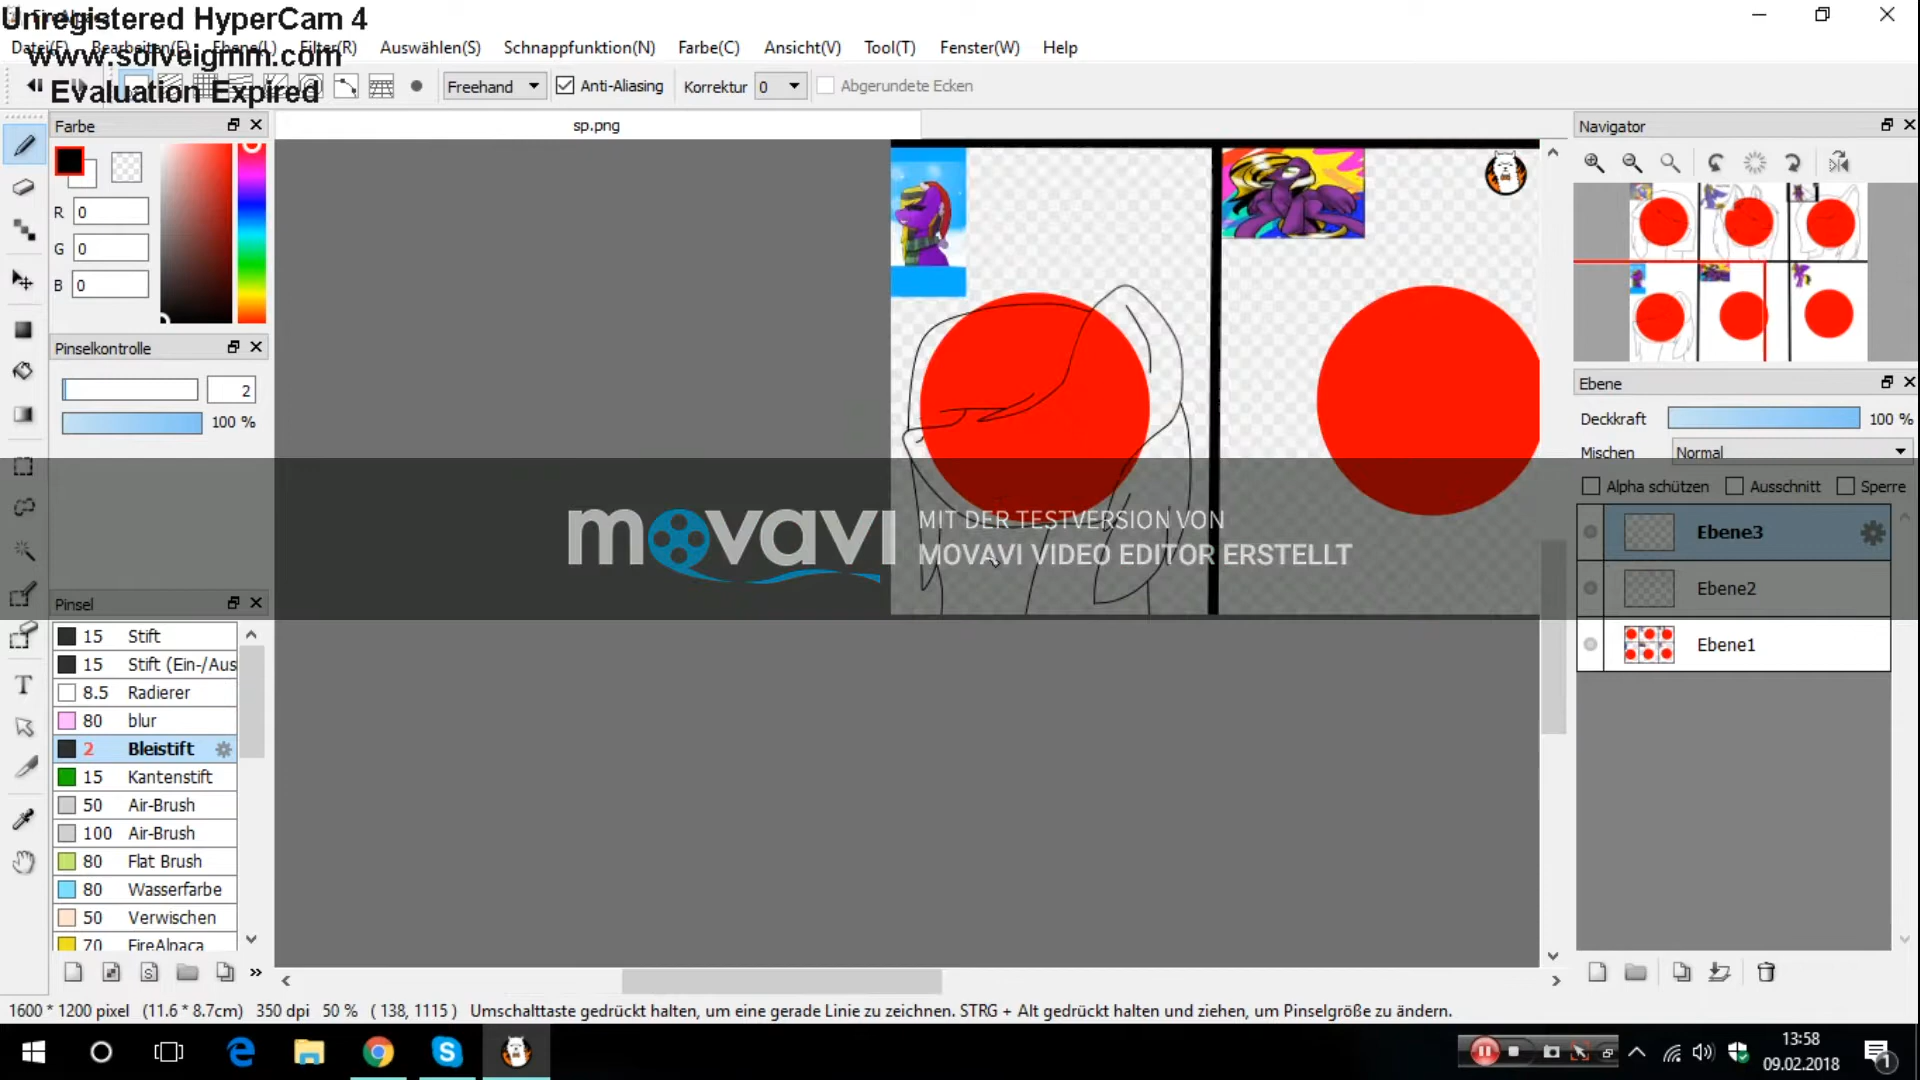 Unregistered HyperCam 4
www.solveigmm.com
Evaluation Expired
Datei(F) Bearbeiten(E) Ebene(L) Filter(R) Auswählen(S) Schnappfunktion(N) Farbe(C) Ansicht(V) Tool(T) Fenster(W) Help
Freehand Anti-Aliasing Korrektur 0 Abgerundete Ecken
Farbe
sp.png
Navigator
R 0
G 0
B 0
Pinselkontrolle
2
100 %
Ebene
Deckkraft 100 %
Mischen Normal
Alpha schützen Ausschnitt Sperre
movavi
MIT DER TESTVERSION VON
MOVAVI VIDEO EDITOR ERSTELLT
Ebene3
Ebene2
Ebene1
Pinsel
15 Stift
15 Stift (Ein-/Aus
8.5 Radierer
80 blur
2 Bleistift
15 Kantenstift
50 Air-Brush
100 Air-Brush
80 Flat Brush
80 Wasserfarbe
50 Verwischen
70 FireAlpaca
1600 * 1200 pixel (11.6 * 8.7cm) 350 dpi 50 % ( 138, 1115 ) Umschalttaste gedrückt halten, um eine gerade Linie zu zeichnen. STRG + Alt gedrückt halten und ziehen, um Pinselgröße zu ändern.
13:58
09.02.2018
1